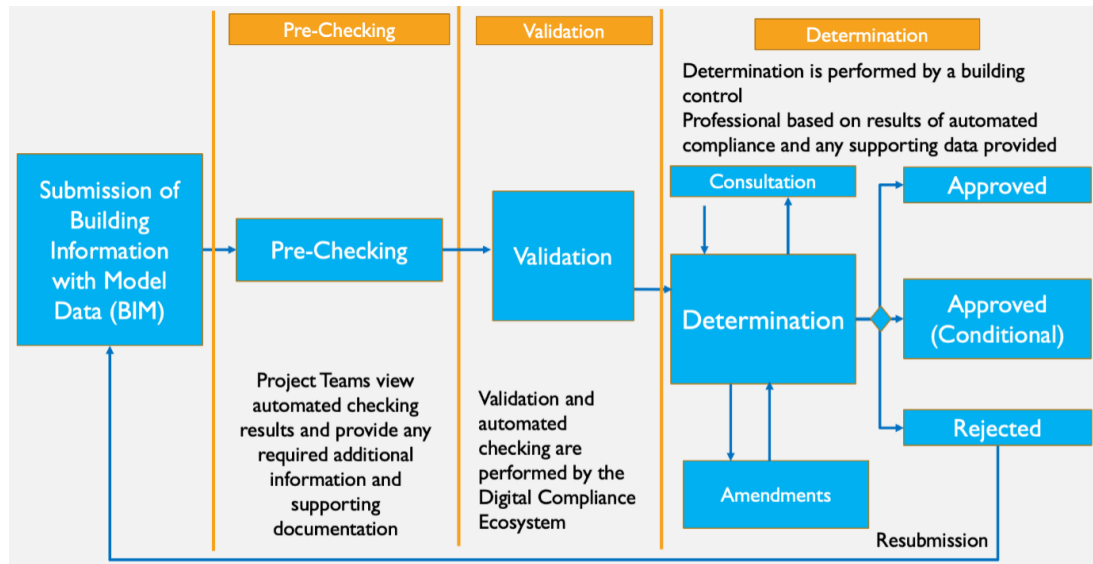 Pre-Checking
Validation
Determination
Determination is performed by a building
control
Professional based on results of automated
compliance and any supporting data provided
Submission of
Building
Information
with Model
Data (BIM)
Pre-Checking
Validation
Consultation
Determination
Amendments
Approved
Approved
(Conditional)
Rejected
Project Teams view
automated checking
results and provide any
required additional
information and
supporting
documentation
Validation and
automated
checking are
performed by the
Digital Compliance
Ecosystem
Resubmission